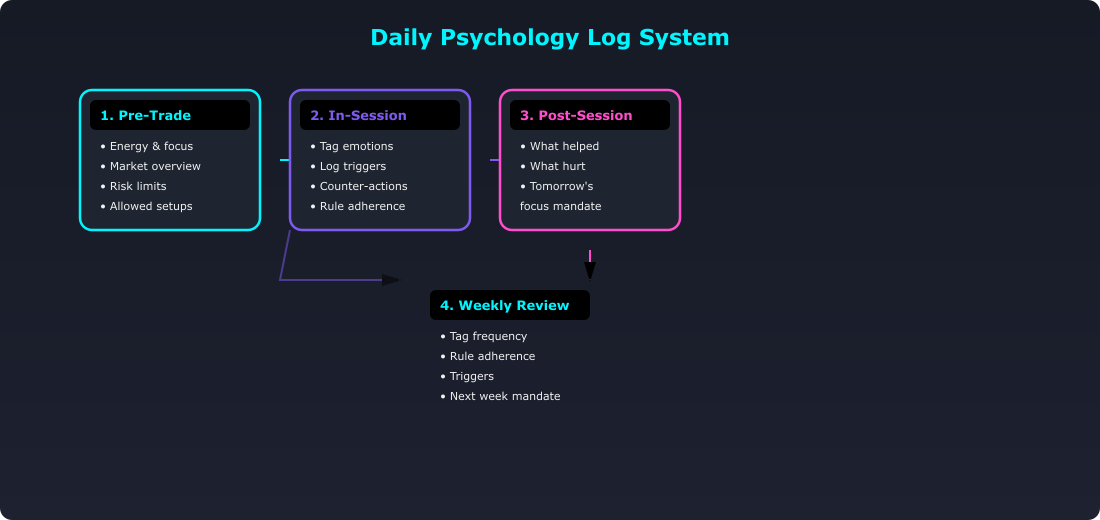 Daily Psychology Log System
1. Pre-Trade
• Energy & focus
• Market overview
• Risk limits
• Allowed setups
2. In-Session
• Tag emotions
• Log triggers
• Counter-actions
• Rule adherence
3. Post-Session
• What helped
• What hurt
• Tomorrow's
focus mandate
4. Weekly Review
• Tag frequency
• Rule adherence
• Triggers
• Next week mandate